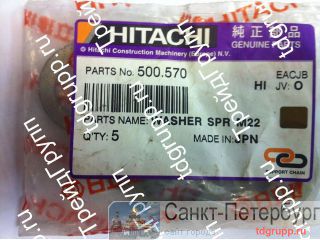 HITACHI
純正部品
GENUINE PARTS
© Hitachi Construction Machinery (Europe) N.V.
PARTS No. 500.570
EACJB
HI JV: O
PARTS NAME: WASHER SPR M22
Q'TY: 5
MADE IN: JPN
SUPPORT CHAIN
Санкт-Петербург
tdgrupp.ru